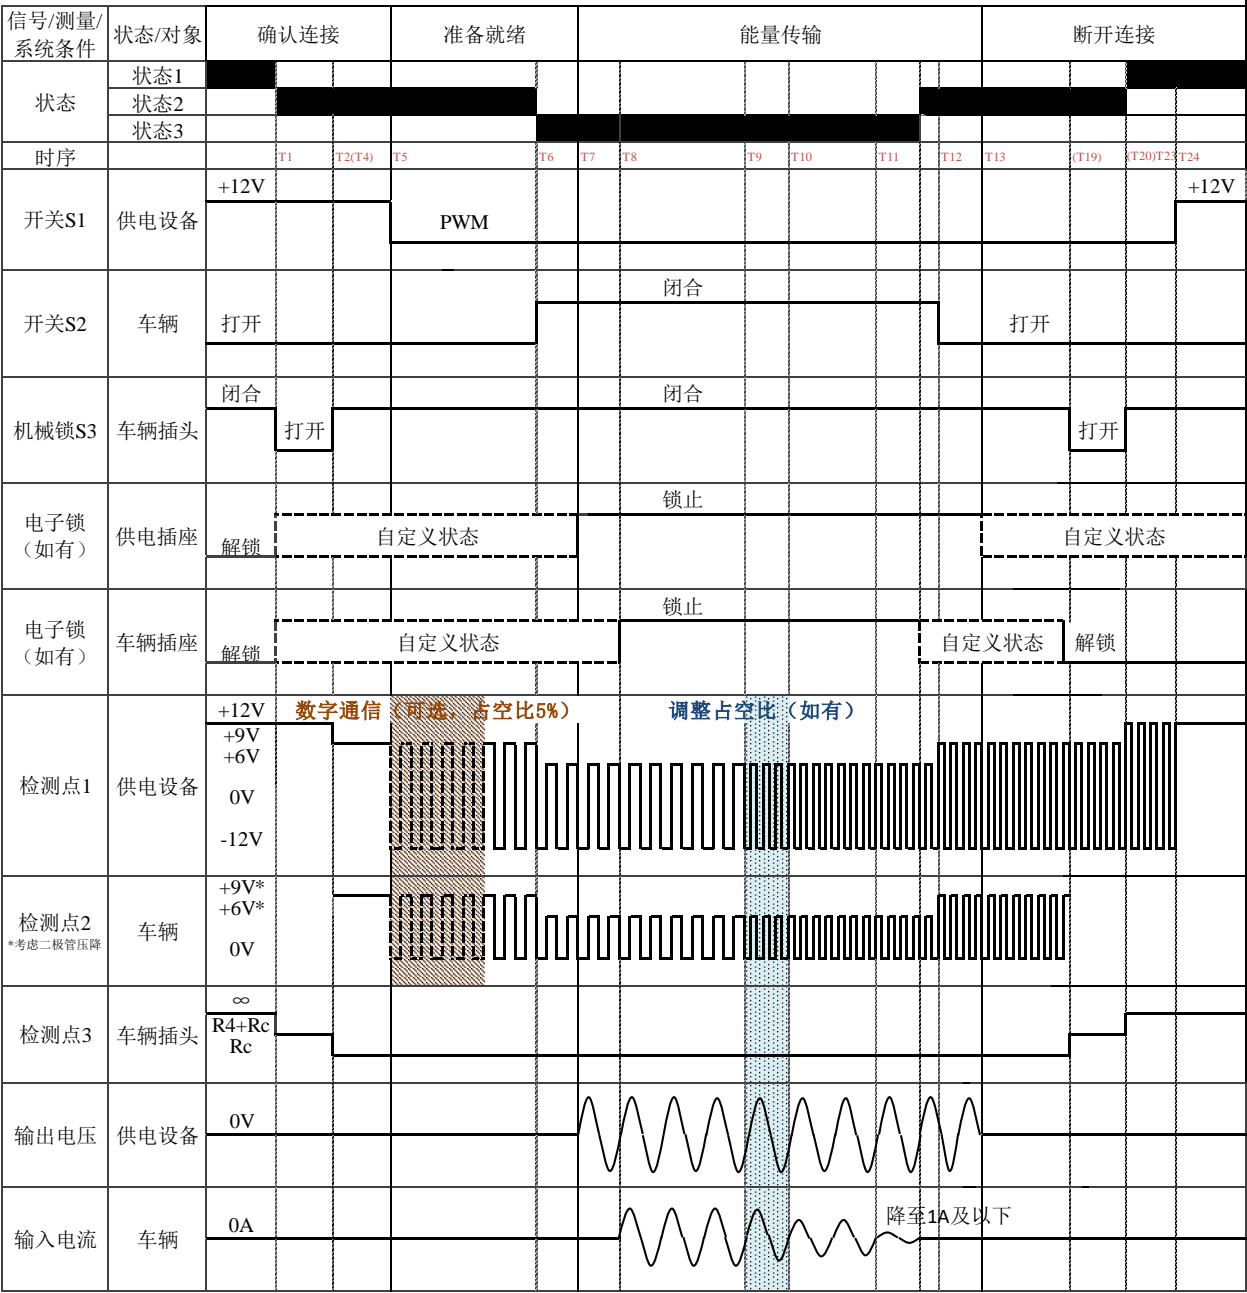 信号/测量/
系统条件
状态/对象
确认连接
准备就绪
能量传输
断开连接
状态
状态1
状态2
状态3
时序
T1
T2(T4)
T5
T6
T7
T8
T9
T10
T11
T12
T13
(T19)
(T20)T23
T24
开关S1
供电设备
+12V
PWM
+12V
开关S2
车辆
打开
闭合
打开
机械锁S3
车辆插头
闭合
打开
闭合
打开
电子锁
（如有）
供电插座
解锁
自定义状态
锁止
自定义状态
电子锁
（如有）
车辆插座
解锁
自定义状态
锁止
自定义状态
解锁
检测点1
供电设备
+12V
+9V
+6V
0V
-12V
数字通信（可选，占空比5%）
调整占空比（如有）
检测点2
*考虑二极管压降
车辆
+9V*
+6V*
0V
检测点3
车辆插头
∞
R4+Rc
Rc
输出电压
供电设备
0V
输入电流
车辆
0A
降至1A及以下